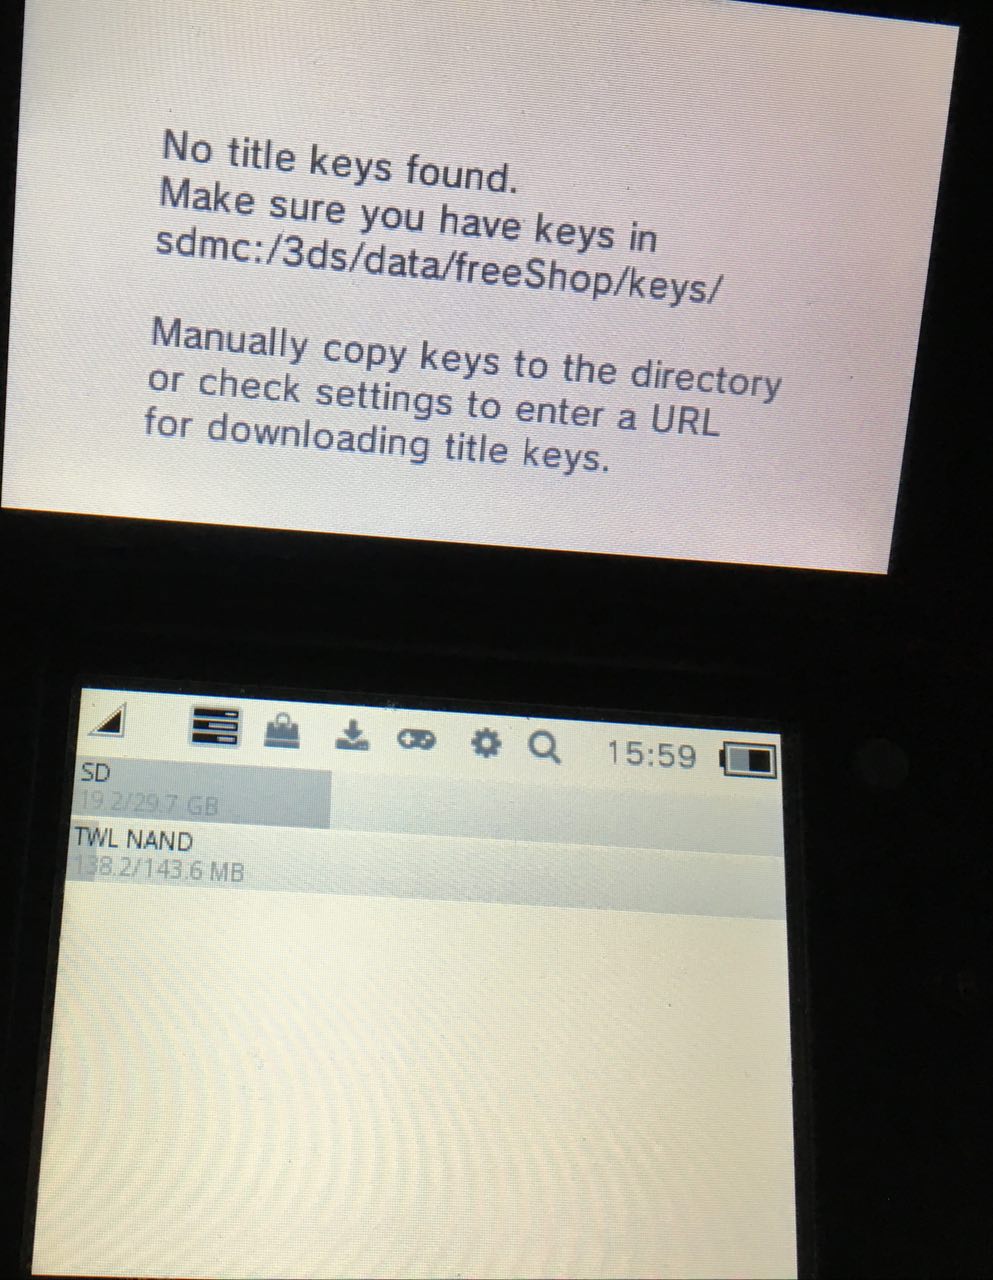 No title keys found.
Make sure you have keys in
sdmc:/3ds/data/freeShop/keys/
Manually copy keys to the directory
or check settings to enter a URL
for downloading title keys.
15:59
SD
19.2/29.7 GB
TWL NAND
138.2/143.6 MB